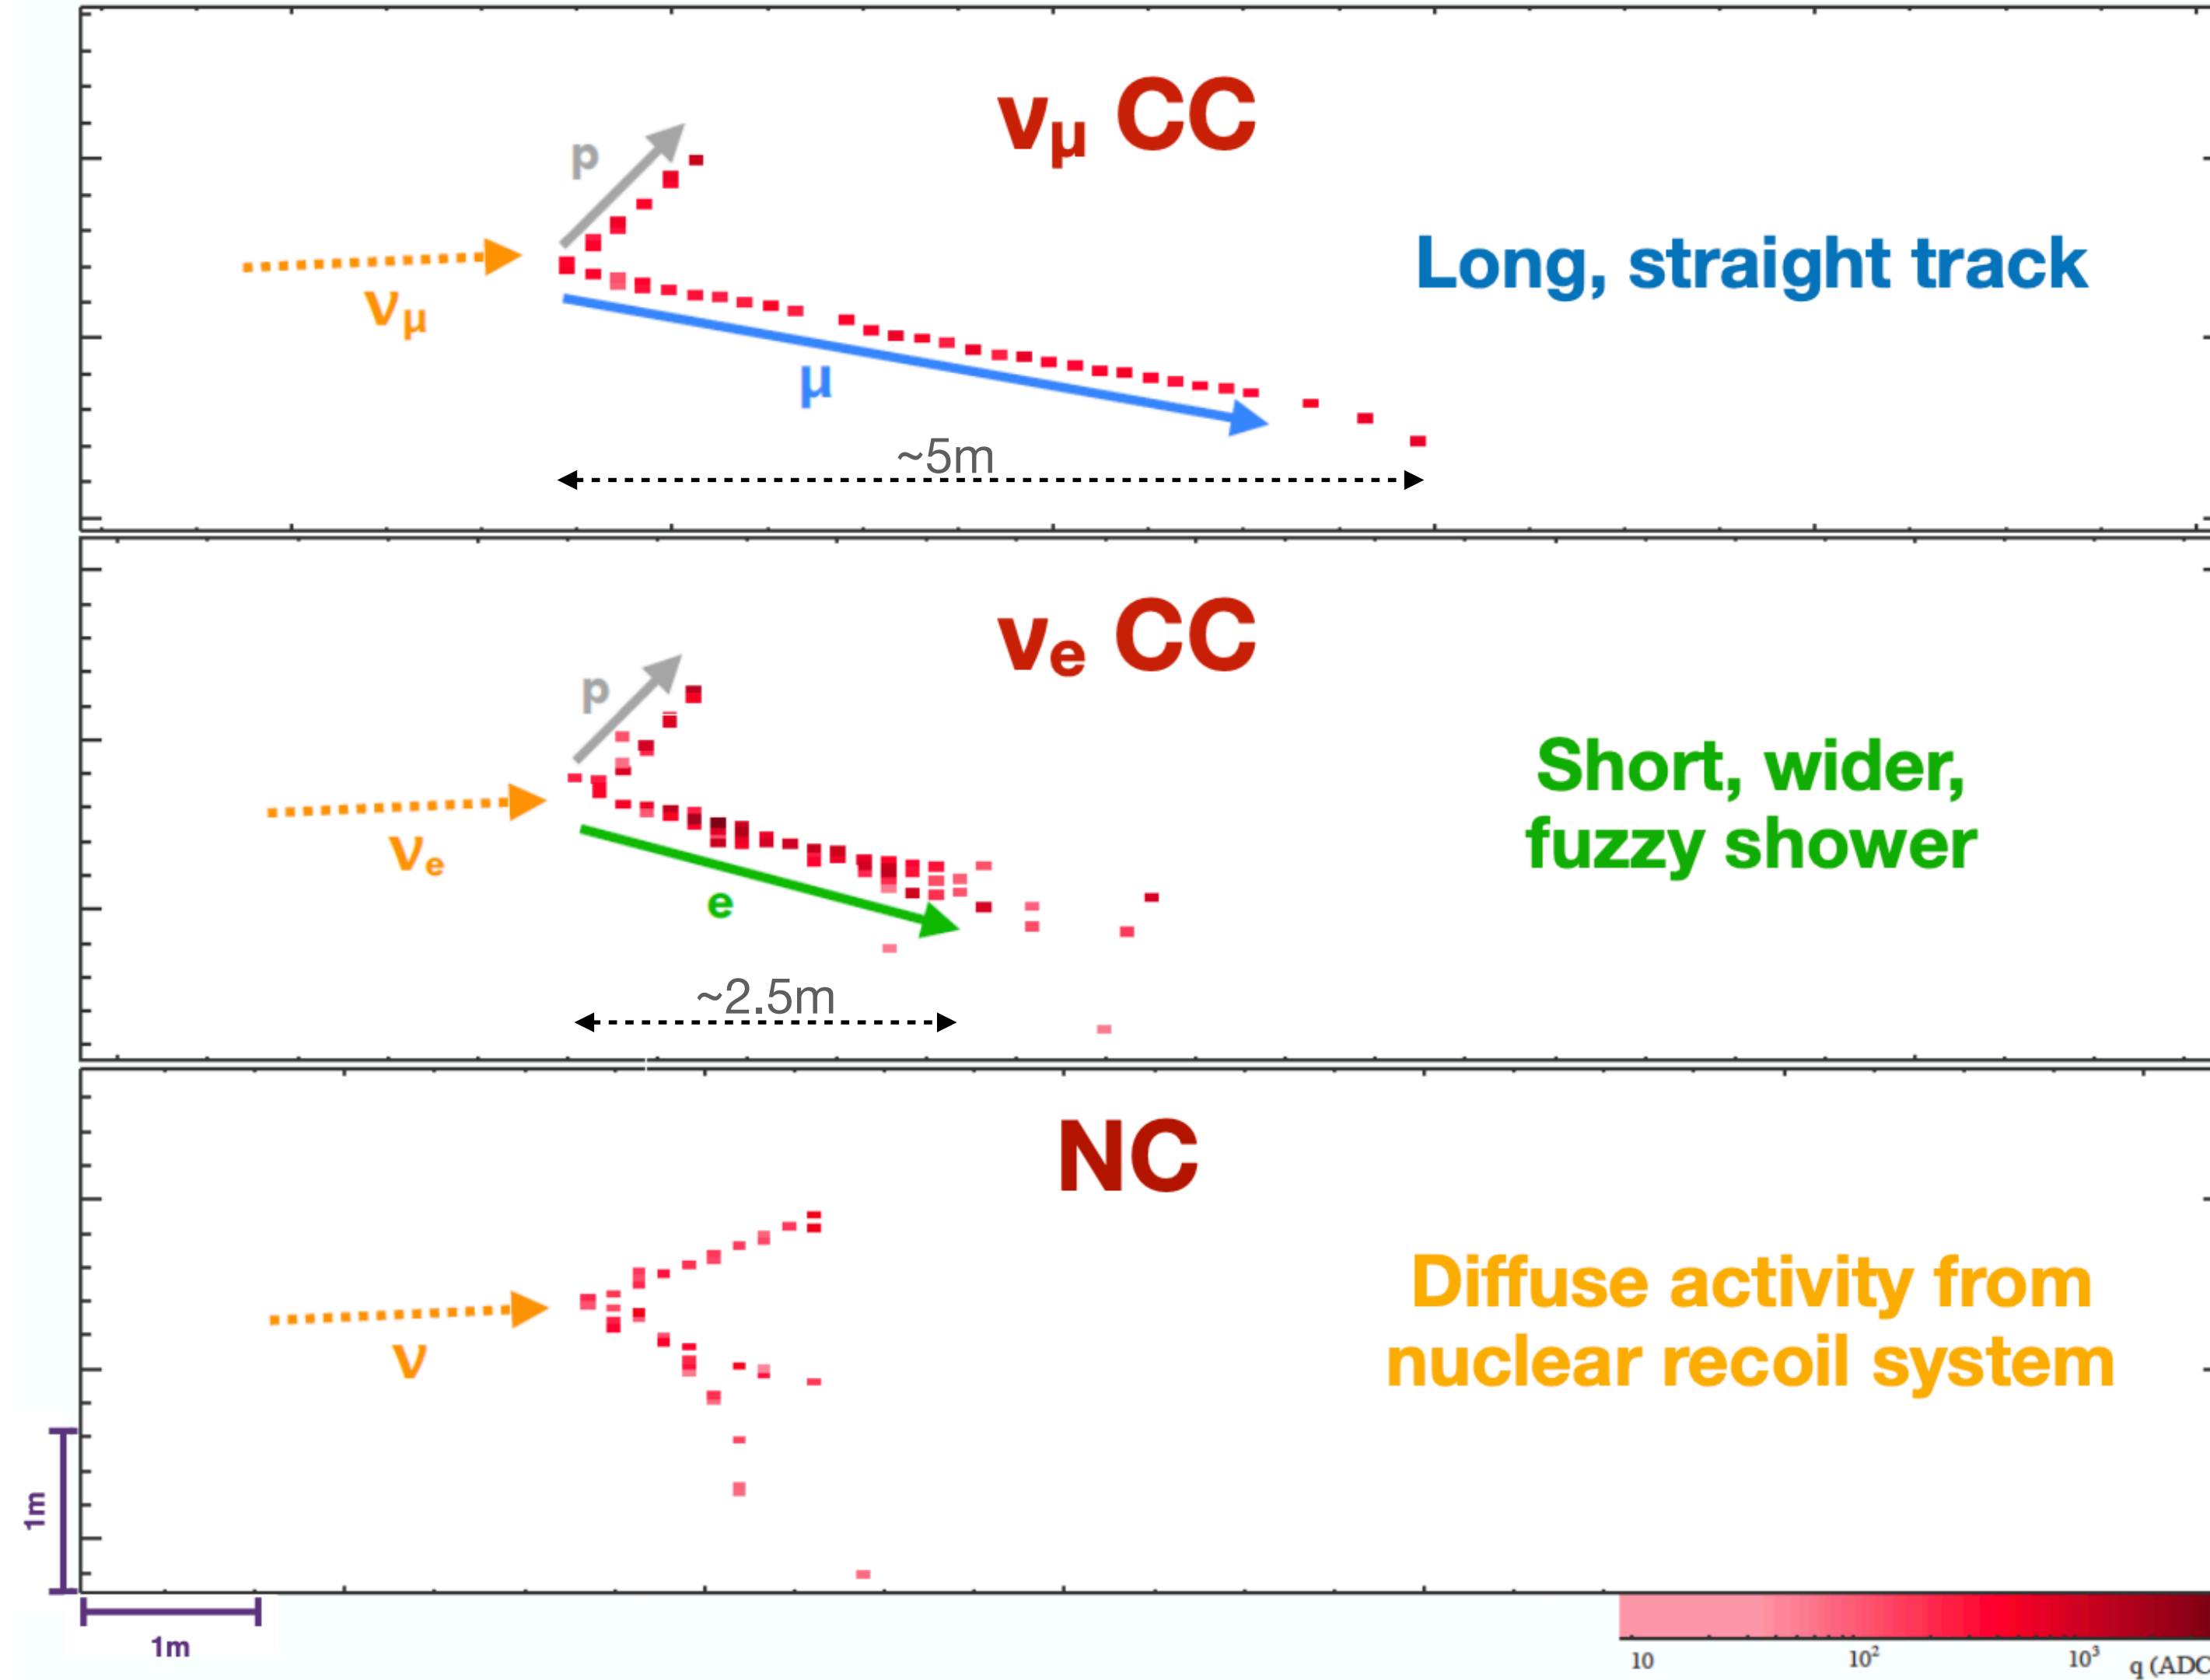 νμ CC
p
Long, straight track
νμ
μ
~5m
νe CC
p
Short, wider,
fuzzy shower
νe
e
~2.5m
NC
Diffuse activity from
nuclear recoil system
ν
1m
1m
10 10² 10³ q (ADC